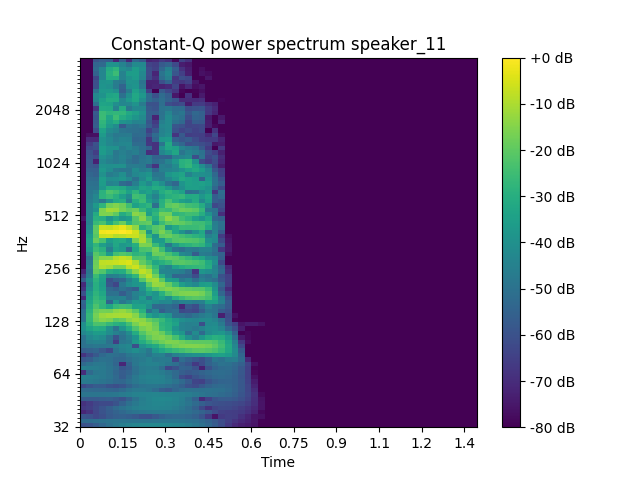 Constant-Q power spectrum speaker_11
Hz
2048
1024
512
256
128
64
32
0 0.15 0.3 0.45 0.6 0.75 0.9 1.1 1.2 1.4
Time
+0 dB
-10 dB
-20 dB
-30 dB
-40 dB
-50 dB
-60 dB
-70 dB
-80 dB